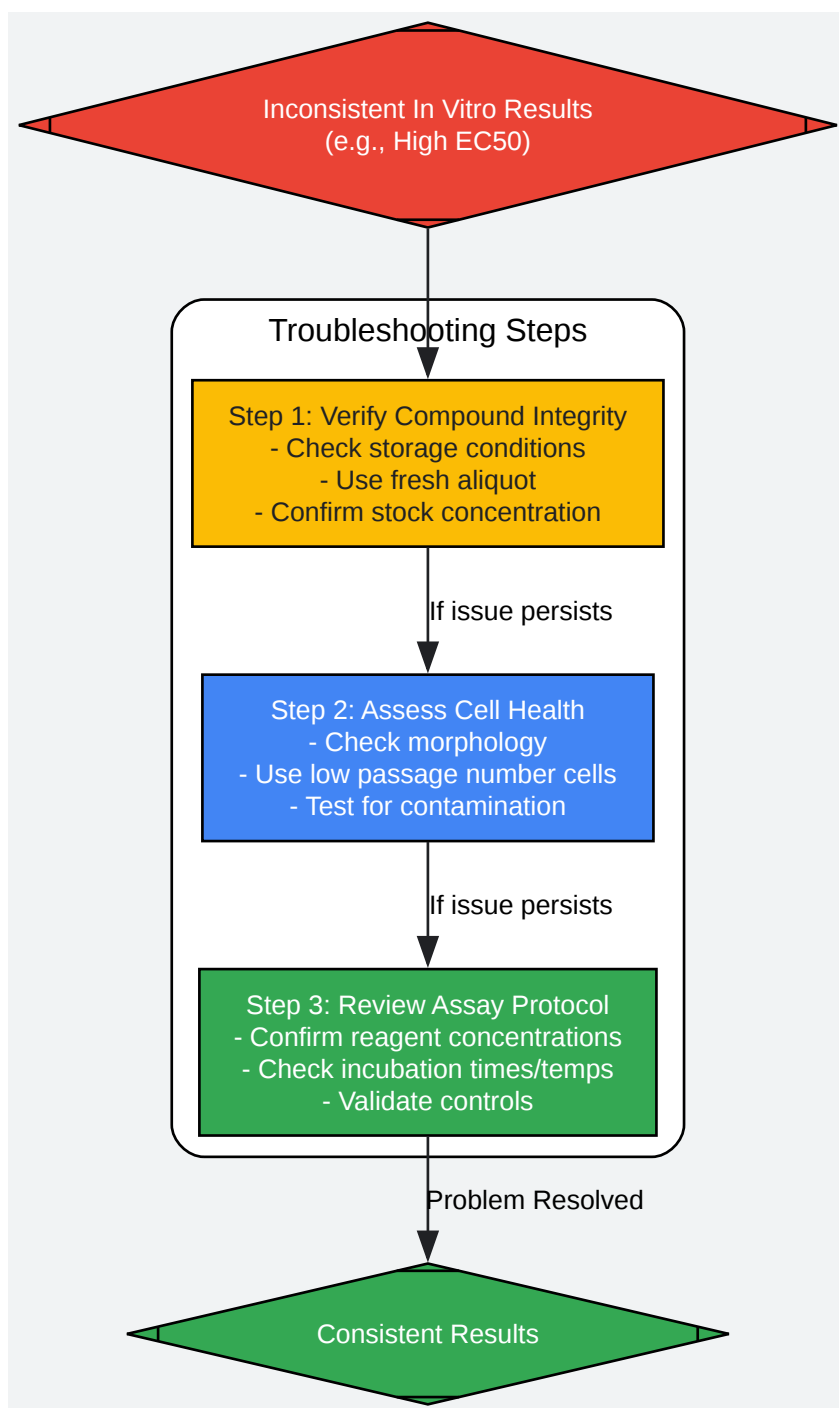 Inconsistent In Vitro Results
(e.g., High EC50)
Troubleshooting Steps
Step 1: Verify Compound Integrity
- Check storage conditions
- Use fresh aliquot
- Confirm stock concentration
If issue persists
Step 2: Assess Cell Health
- Check morphology
- Use low passage number cells
- Test for contamination
If issue persists
Step 3: Review Assay Protocol
- Confirm reagent concentrations
- Check incubation times/temps
- Validate controls
Problem Resolved
Consistent Results